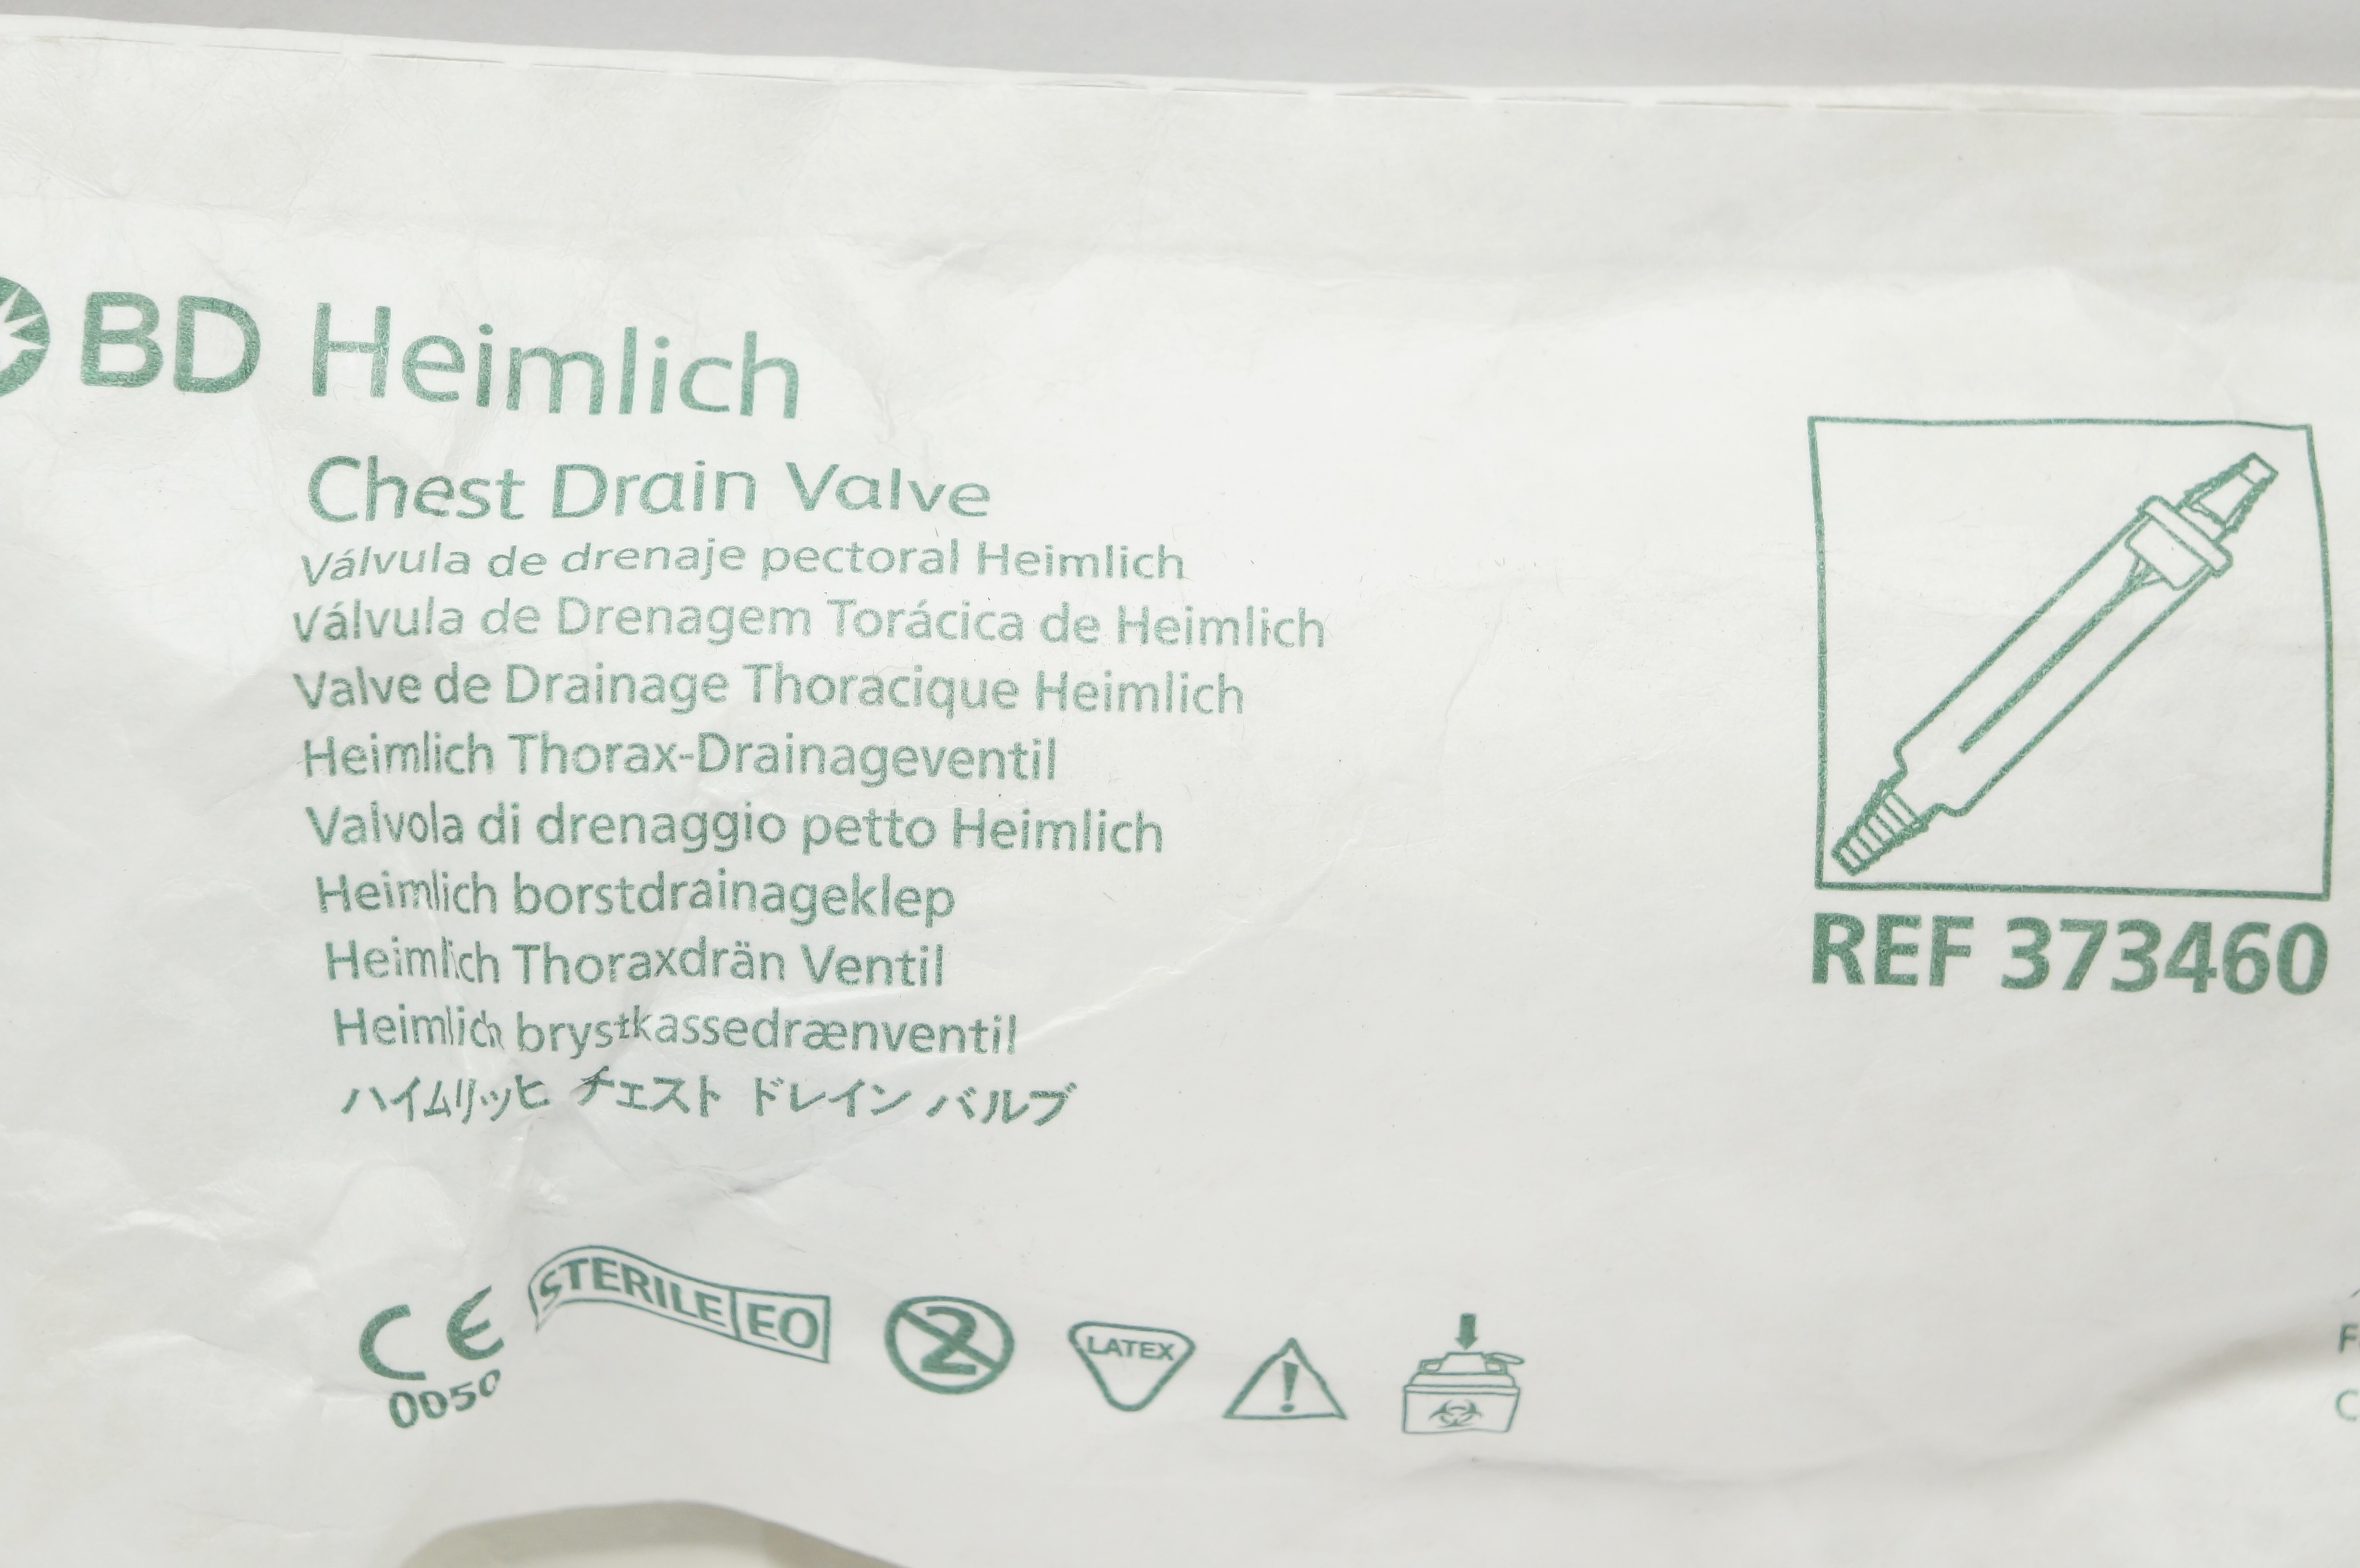 BD Heimlich
Chest Drain Valve
Válvula de drenaje pectoral Heimlich
Válvula de Drenagem Torácica de Heimlich
Valve de Drainage Thoracique Heimlich
Heimlich Thorax-Drainageventil
Valvola di drenaggio petto Heimlich
Heimlich borstdrainageklep
Heimlich Thoraxdrän Ventil
Heimlich brystkassedrænventil
ハイムリッヒ チェスト ドレイン バルブ
REF 373460
CE
0050
STERILE EO
2
LATEX
!